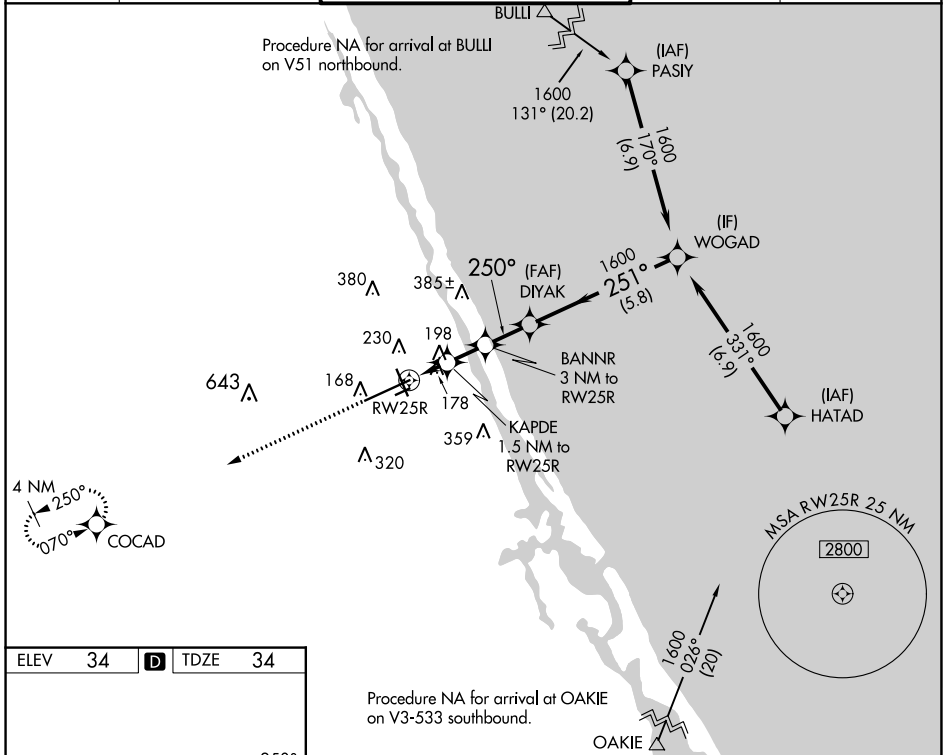 BULLI
Procedure NA for arrival at BULLI
on V51 northbound.
(IAF)
PASIY
1600
131° (20.2)
1600
170°
(6.9)
(IF)
WOGAD
1600
251°
(5.8)
250°
(FAF)
DIYAK
380
385±
230
198
BANNR
3 NM to
RW25R
1600
331°
(6.9)
643
168
RW25R
178
(IAF)
HATAD
359
KAPDE
1.5 NM to
RW25R
320
4 NM
250°
070°
COCAD
MSA RW25R 25 NM
2800
ELEV 34 D TDZE 34
1600
026°
(20)
Procedure NA for arrival at OAKIE
on V3-533 southbound.
OAKIE